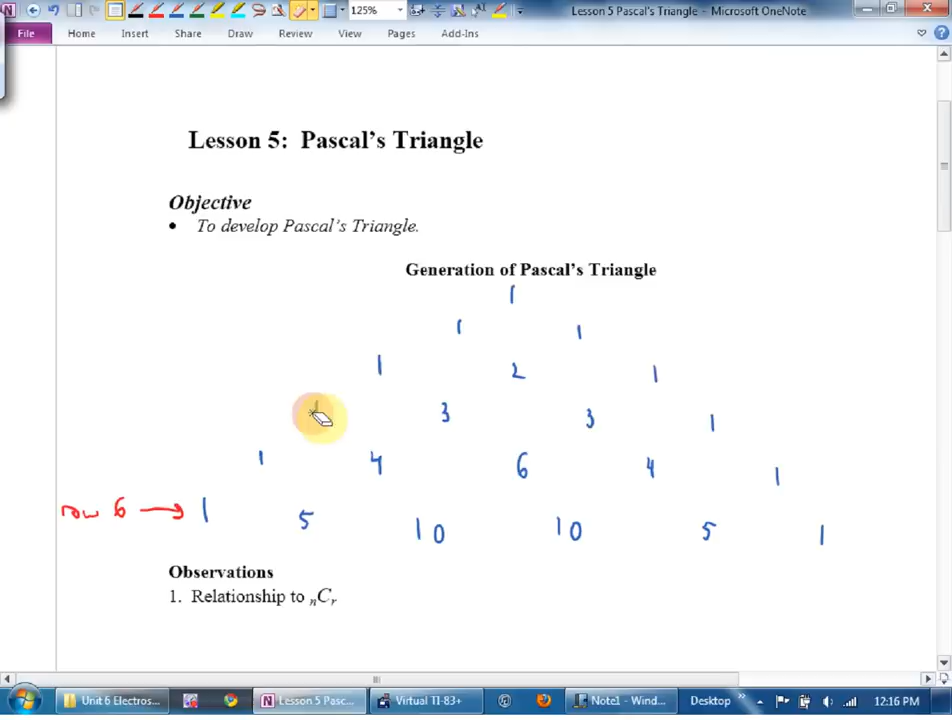 125%
Lesson 5 Pascal's Triangle - Microsoft OneNote
File Home Insert Share Draw Review View Pages Add-Ins
Lesson 5: Pascal's Triangle
Objective
• To develop Pascal's Triangle.
Generation of Pascal's Triangle
1
1 1
1 2 1
3 3 1
1 4 6 4 1
row 6 → 1 5 10 10 5 1
Observations
1. Relationship to nCr
Unit 6 Electros... Lesson 5 Pasc... Virtual TI-83+ Note1 - Wind... Desktop 12:16 PM